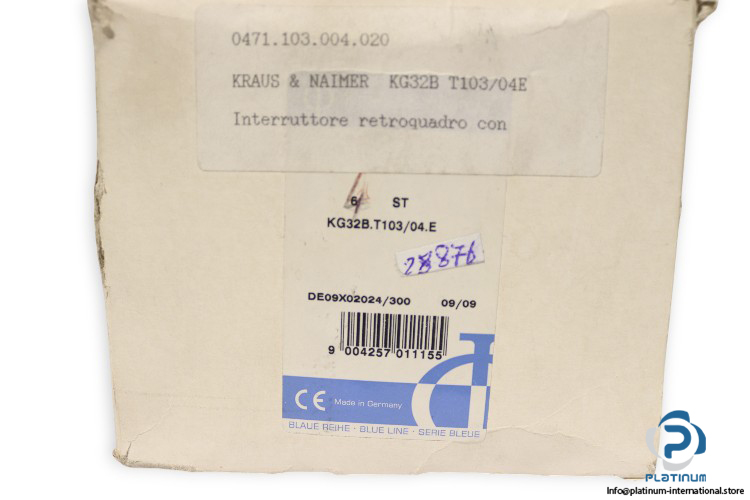 0471.103.004.020
KRAUS & NAIMER KG32B T103/04E
Interruttore retroquadro con
6 ST
KG32B.T103/04.E
28876
DE09X02024/300 09/09
9 004257 011155
CE Made in Germany
BLAUE REIHE · BLUE LINE · SERIE BLEUE
PLATINUM
Info@platinum-international.store